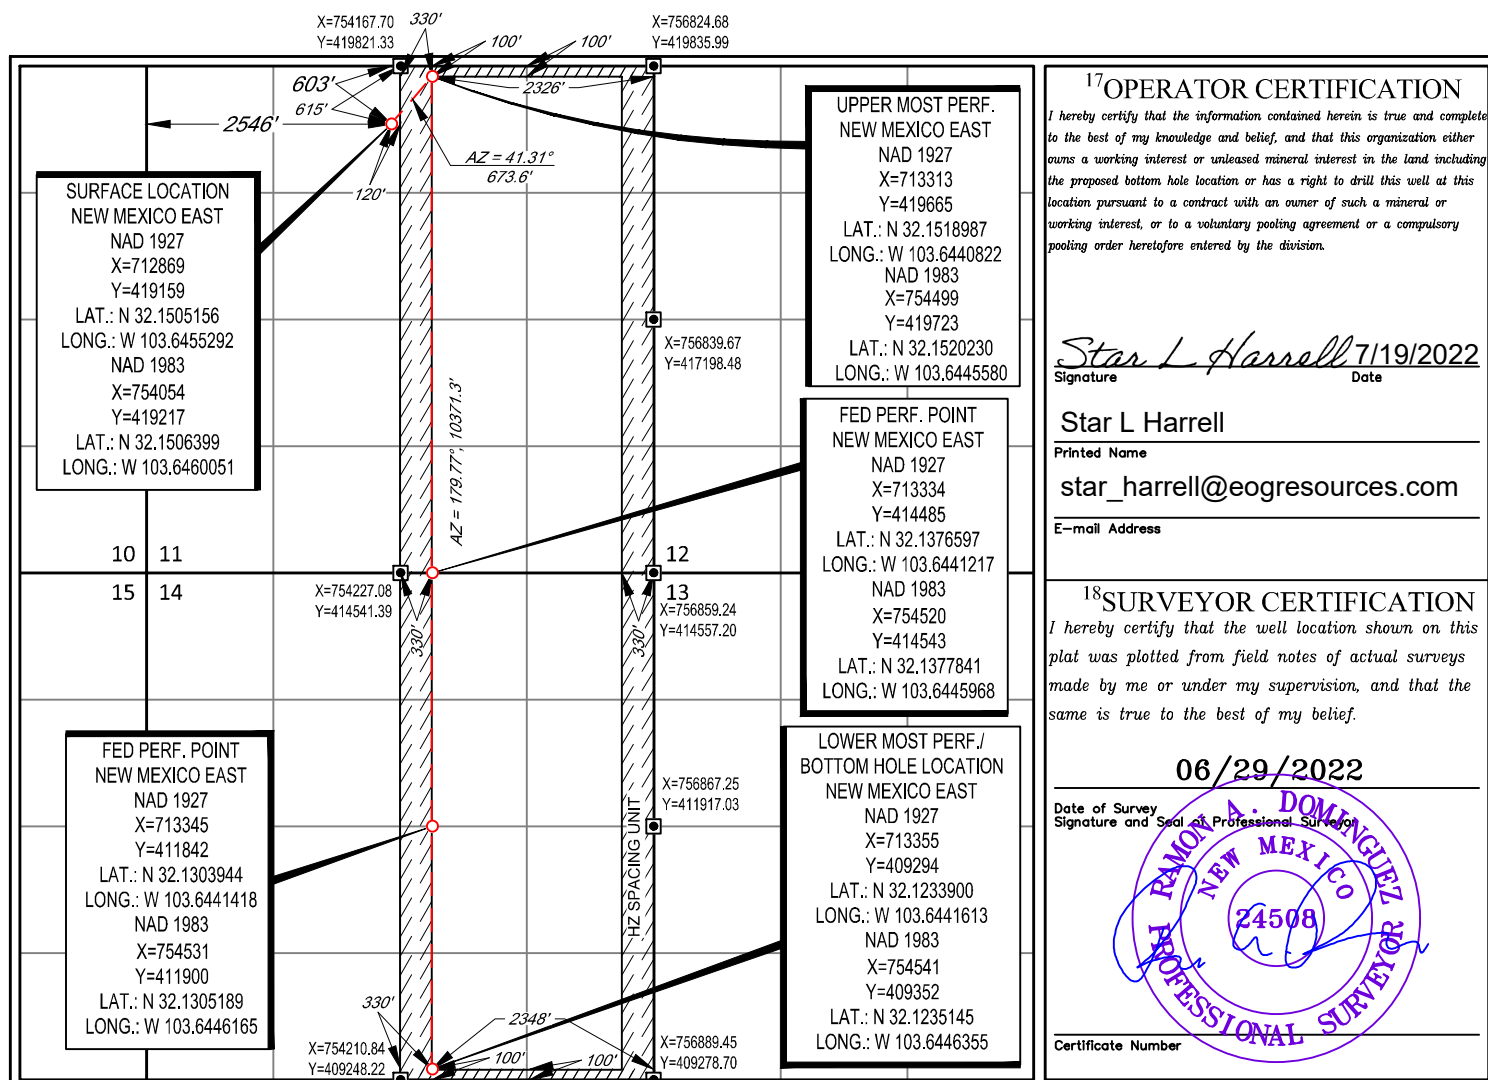 X=754167.70
Y=419821.33
330'
100'
100'
X=756824.68
Y=419835.99
603'
615'
2546'
2326'
AZ = 41.31°
673.6'
120'
SURFACE LOCATION
NEW MEXICO EAST
NAD 1927
X=712869
Y=419159
LAT.: N 32.1505156
LONG.: W 103.6455292
NAD 1983
X=754054
Y=419217
LAT.: N 32.1506399
LONG.: W 103.6460051
UPPER MOST PERF.
NEW MEXICO EAST
NAD 1927
X=713313
Y=419665
LAT.: N 32.1518987
LONG.: W 103.6440822
NAD 1983
X=754499
Y=419723
LAT.: N 32.1520230
LONG.: W 103.6445580
X=756839.67
Y=417198.48
AZ = 179.77°, 10371.3'
FED PERF. POINT
NEW MEXICO EAST
NAD 1927
X=713334
Y=414485
LAT.: N 32.1376597
LONG.: W 103.6441217
NAD 1983
X=754520
Y=414543
LAT.: N 32.1377841
LONG.: W 103.6445968
10 11
15 14
12
13
X=754227.08
Y=414541.39
330'
330'
X=756859.24
Y=414557.20
FED PERF. POINT
NEW MEXICO EAST
NAD 1927
X=713345
Y=411842
LAT.: N 32.1303944
LONG.: W 103.6441418
NAD 1983
X=754531
Y=411900
LAT.: N 32.1305189
LONG.: W 103.6446165
X=756867.25
Y=411917.03
HZ SPACING UNIT
LOWER MOST PERF./
BOTTOM HOLE LOCATION
NEW MEXICO EAST
NAD 1927
X=713355
Y=409294
LAT.: N 32.1233900
LONG.: W 103.6441613
NAD 1983
X=754541
Y=409352
LAT.: N 32.1235145
LONG.: W 103.6446355
330'
2348'
100'
100'
X=754210.84
Y=409248.22
X=756889.45
Y=409278.70
17OPERATOR CERTIFICATION
I hereby certify that the information contained herein is true and complete
to the best of my knowledge and belief, and that this organization either
owns a working interest or unleased mineral interest in the land including
the proposed bottom hole location or has a right to drill this well at this
location pursuant to a contract with an owner of such a mineral or
working interest, or to a voluntary pooling agreement or a compulsory
pooling order heretofore entered by the division.
Star L Harrell 7/19/2022
Signature Date
Star L Harrell
Printed Name
star_harrell@eogresources.com
E-mail Address
18SURVEYOR CERTIFICATION
I hereby certify that the well location shown on this
plat was plotted from field notes of actual surveys
made by me or under my supervision, and that the
same is true to the best of my belief.
06/29/2022
Date of Survey
Signature and Seal of Professional Surveyor
RAMON A. DOMINGUEZ
NEW MEXICO
24508
PROFESSIONAL SURVEYOR
Certificate Number